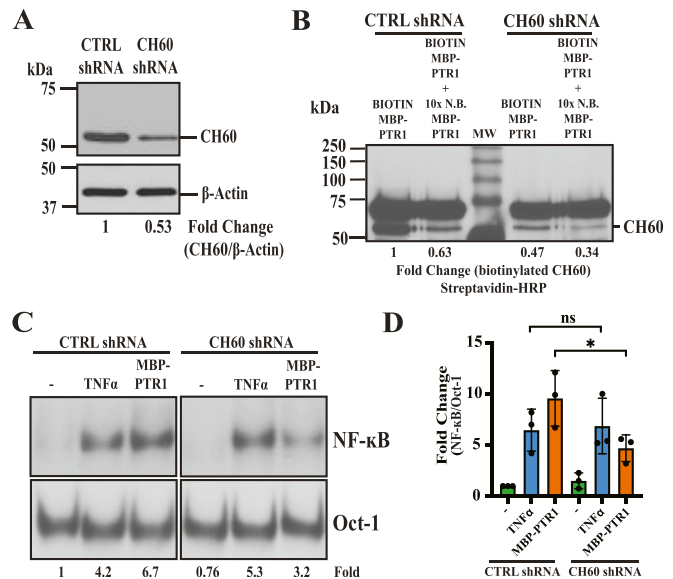 A
CTRL CH60
shRNA shRNA
kDa
75
50
CH60
37
β-Actin
1 0.53 Fold Change
(CH60/β-Actin)
B
CTRL shRNA CH60 shRNA
BIOTIN BIOTIN
MBP- MBP-
PTR1 PTR1
+ +
kDa BIOTIN 10x N.B. BIOTIN 10x N.B.
MBP- MBP- MW MBP- MBP-
PTR1 PTR1 PTR1 PTR1
250
150
100
75
50
CH60
1 0.63 0.47 0.34
Fold Change (biotinylated CH60)
Streptavidin-HRP
C
CTRL shRNA CH60 shRNA
MBP- MBP-
- TNFα PTR1 - TNFα PTR1
NF-κB
Oct-1
1 4.2 6.7 0.76 5.3 3.2 Fold
D
ns
*
15
10
5
0
Fold Change
(NF-κB/Oct-1
-
TNFα
MBP-PTR1
-
TNFα
MBP-PTR1
CTRL shRNA CH60 shRNA